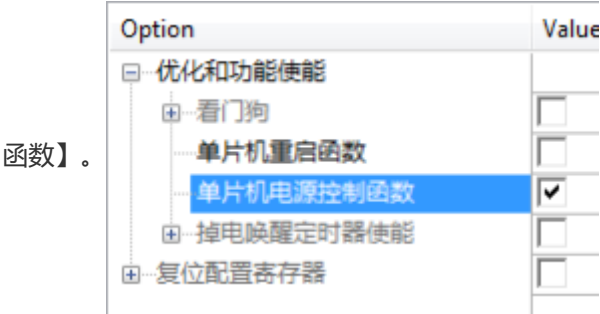 Option Value
优化和功能使能
看门狗
函数】。
单片机重启函数
单片机电源控制函数
掉电唤醒定时器使能
复位配置寄存器